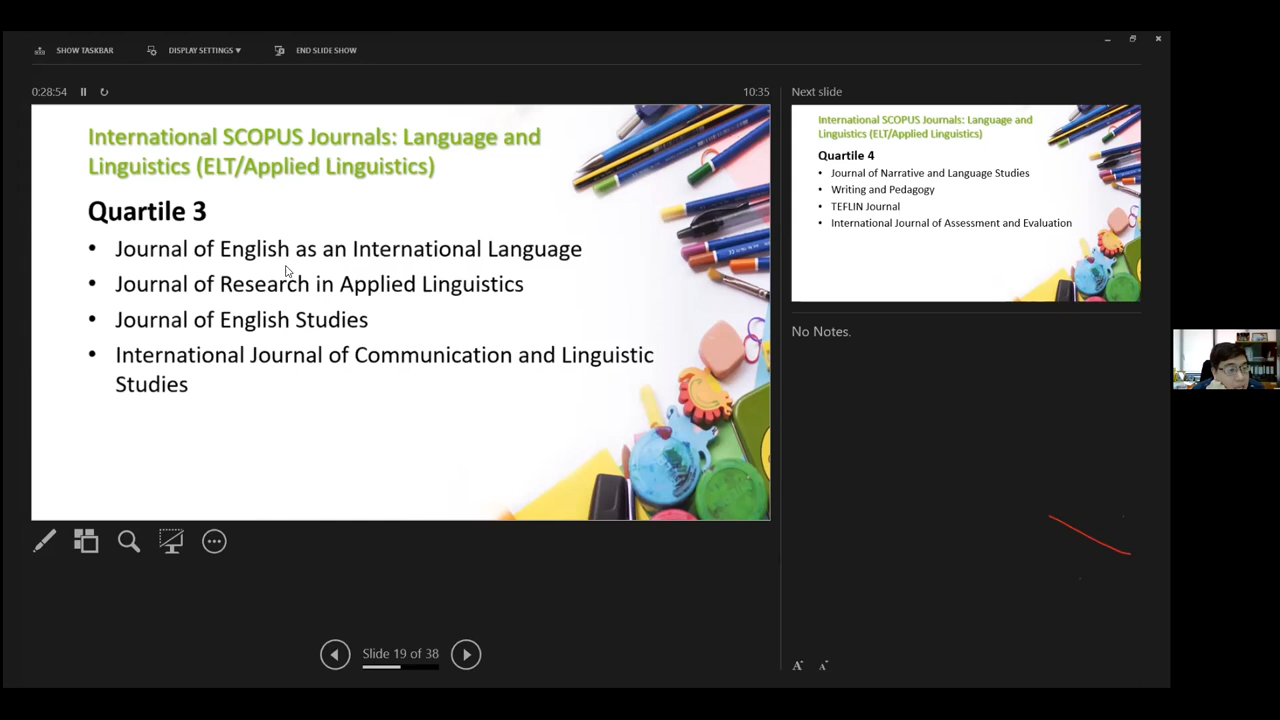 SHOW TASKBAR
DISPLAY SETTINGS ▾
END SLIDE SHOW
0:28:54
10:35
International SCOPUS Journals: Language and
Linguistics (ELT/Applied Linguistics)
Quartile 3
• Journal of English as an International Language
• Journal of Research in Applied Linguistics
• Journal of English Studies
• International Journal of Communication and Linguistic
Studies
Slide 19 of 38
Next slide
International SCOPUS Journals: Language and
Linguistics (ELT/Applied Linguistics)
Quartile 4
• Journal of Narrative and Language Studies
• Writing and Pedagogy
• TEFLIN Journal
• International Journal of Assessment and Evaluation
No Notes.
A A